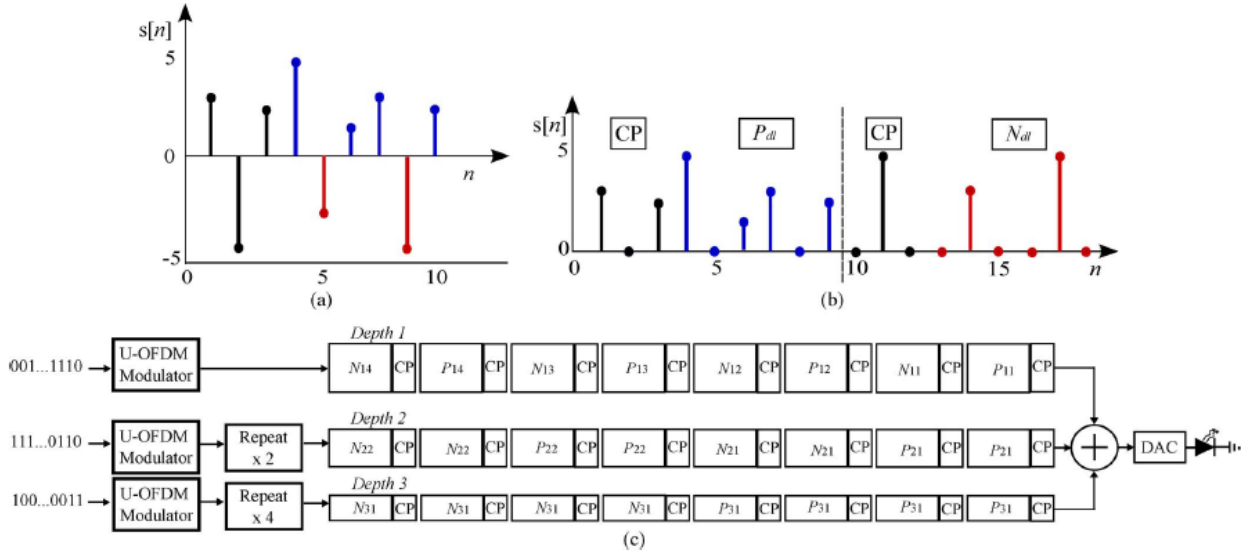 s[n]
5
0
-5
0
5
10
n
(a)
s[n]
5
0
CP
Pdl
CP
Ndl
0
5
10
15
n
(b)
Depth 1
001...1110
U-OFDM
Modulator
N14 CP P14 CP N13 CP P13 CP N12 CP P12 CP N11 CP P11 CP
Depth 2
111...0110
U-OFDM
Modulator
Repeat
x 2
N22 CP N22 CP P22 CP P22 CP N21 CP N21 CP P21 CP P21 CP
DAC
Depth 3
100...0011
U-OFDM
Modulator
Repeat
x 4
N31 CP N31 CP N31 CP N31 CP P31 CP P31 CP P31 CP P31 CP
(c)